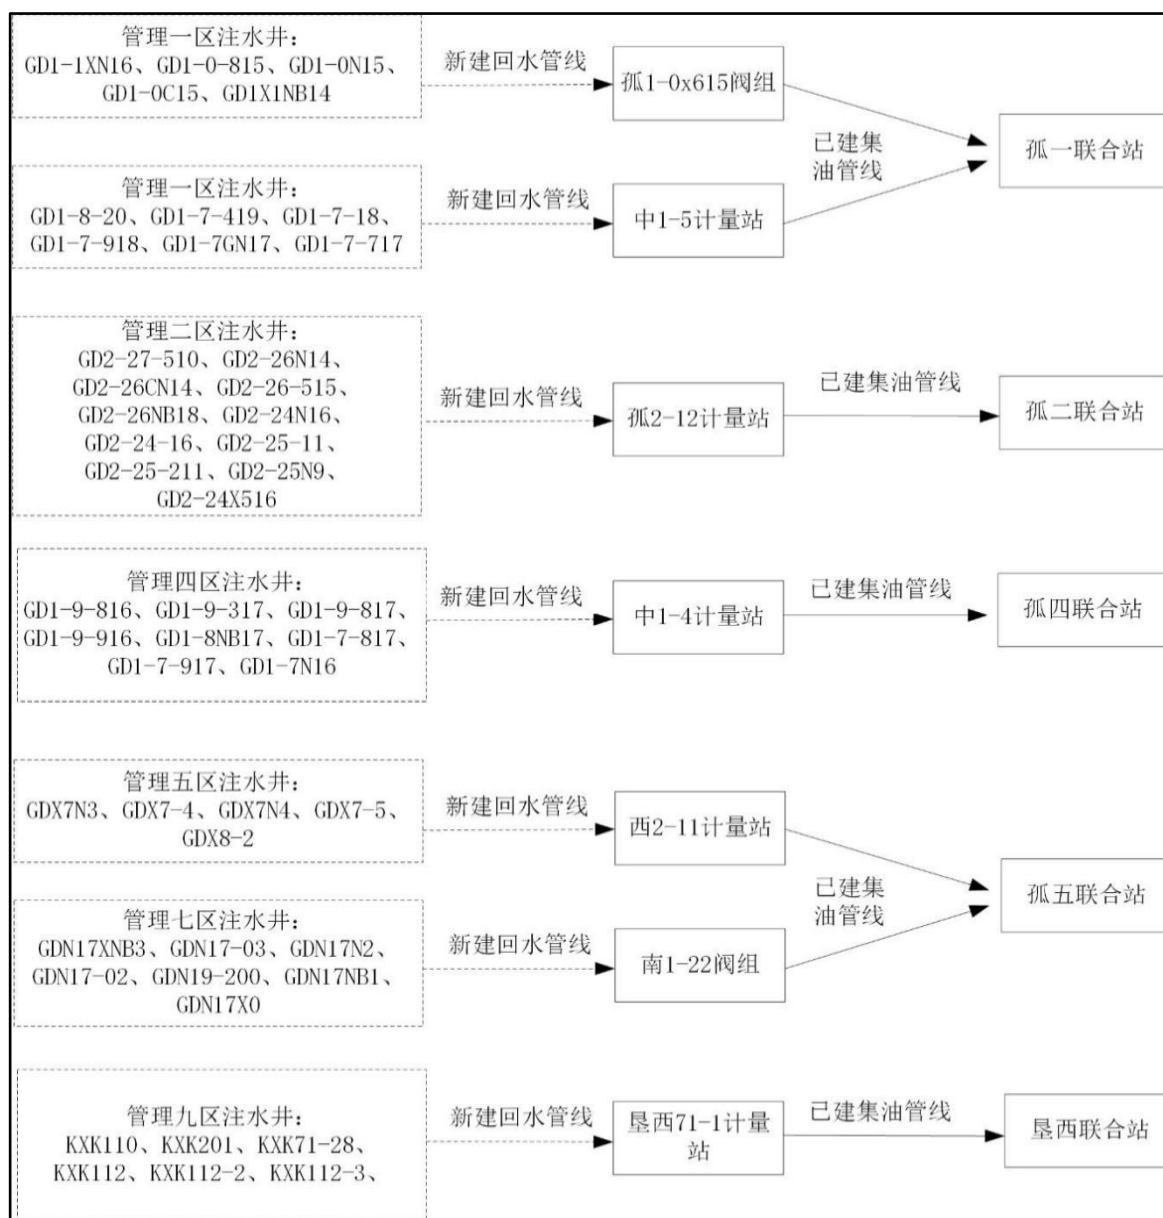 管理一区注水井：
GD1-1XN16、GD1-0-815、GD1-0N15、
GD1-0C15、GD1X1NB14
新建回水管线
孤1-0x615阀组
已建集
油管线
孤一联合站
管理一区注水井：
GD1-8-20、GD1-7-419、GD1-7-18、
GD1-7-918、GD1-7GN17、GD1-7-717
新建回水管线
中1-5计量站
管理二区注水井：
GD2-27-510、GD2-26N14、
GD2-26CN14、GD2-26-515、
GD2-26NB18、GD2-24N16、
GD2-24-16、GD2-25-11、
GD2-25-211、GD2-25N9、
GD2-24X516
新建回水管线
孤2-12计量站
已建集油管线
孤二联合站
管理四区注水井：
GD1-9-816、GD1-9-317、GD1-9-817、
GD1-9-916、GD1-8NB17、GD1-7-817、
GD1-7-917、GD1-7N16
新建回水管线
中1-4计量站
已建集油管线
孤四联合站
管理五区注水井：
GDX7N3、GDX7-4、GDX7N4、GDX7-5、
GDX8-2
新建回水管线
西2-11计量站
已建集
油管线
孤五联合站
管理七区注水井：
GDN17XNB3、GDN17-03、GDN17N2、
GDN17-02、GDN19-200、GDN17NB1、
GDN17X0
新建回水管线
南1-22阀组
管理九区注水井：
KXK110、KXK201、KXK71-28、
KXK112、KXK112-2、KXK112-3、
新建回水管线
垦西71-1计量
站
已建集油管线
垦西联合站